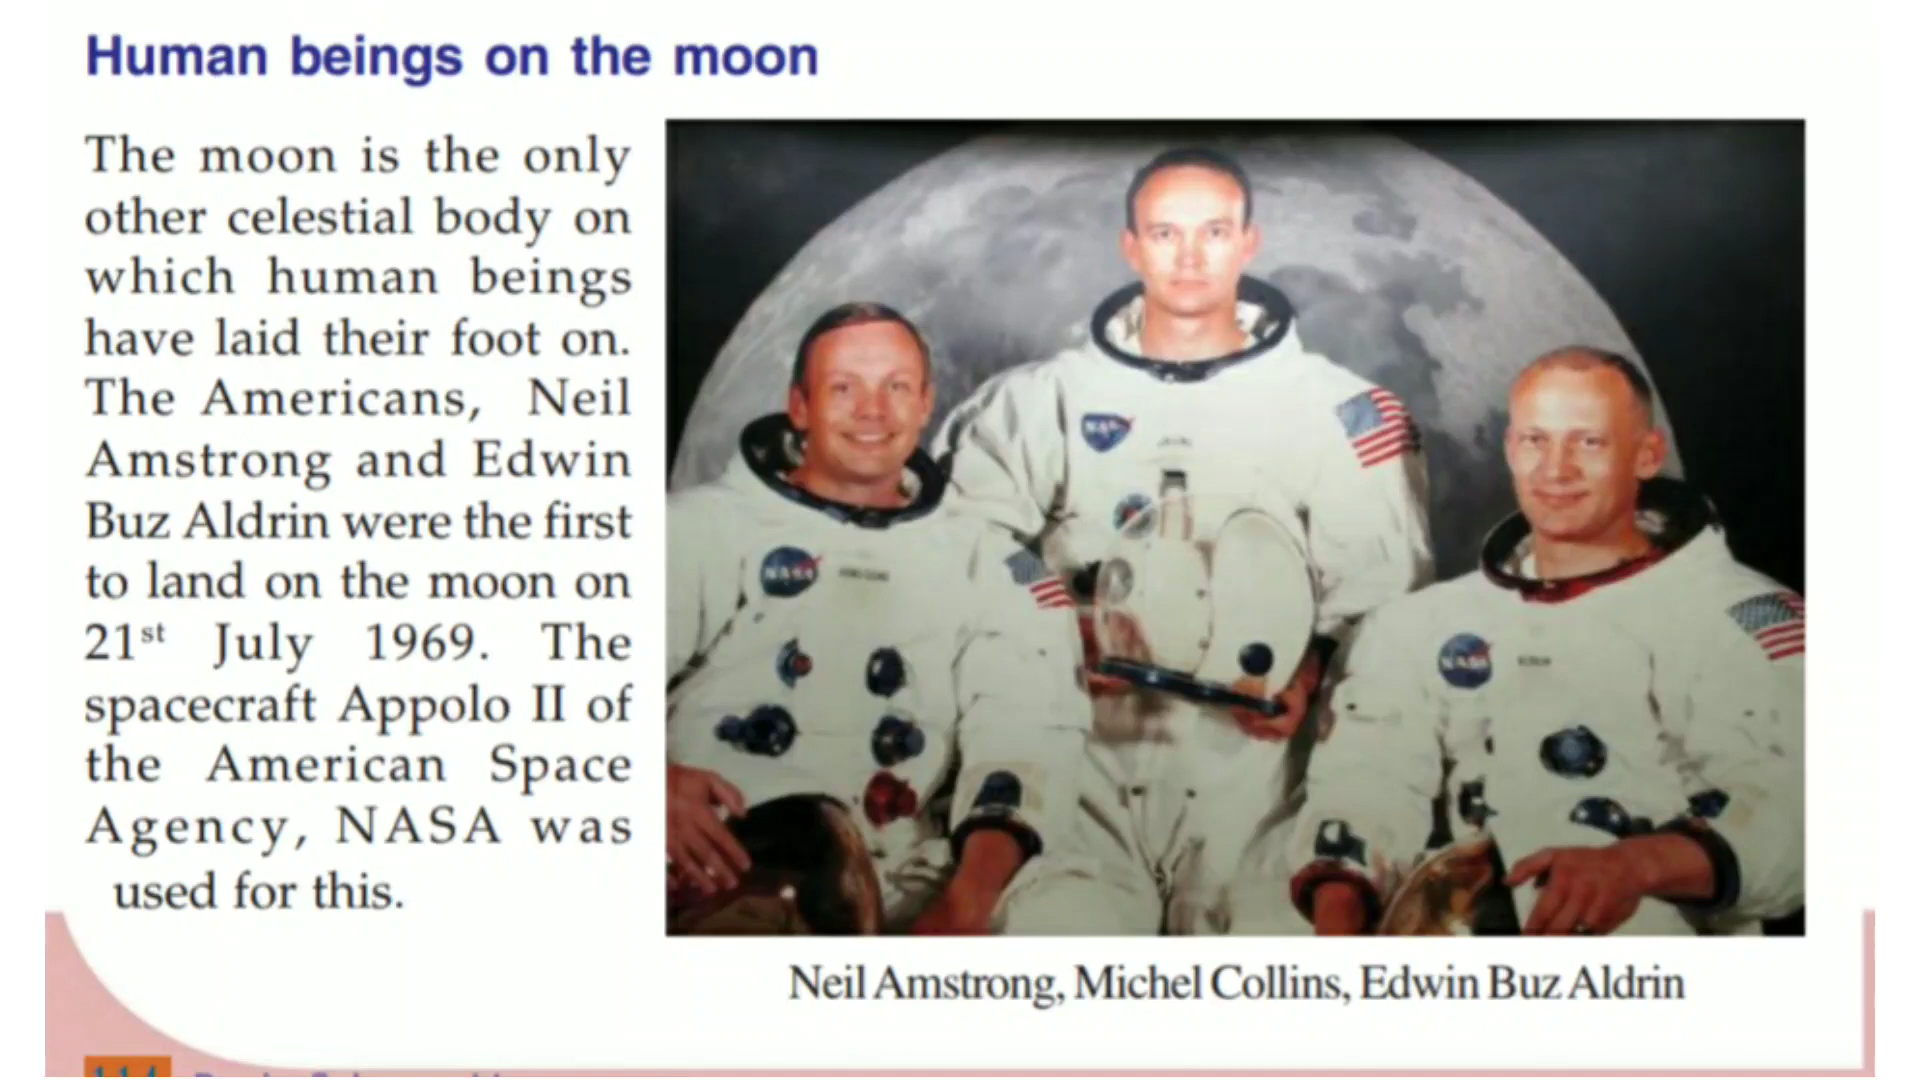 Human beings on the moon
The moon is the only
other celestial body on
which human beings
have laid their foot on.
The Americans, Neil
Amstrong and Edwin
Buz Aldrin were the first
to land on the moon on
21st July 1969. The
spacecraft Appolo II of
the American Space
Agency, NASA was
used for this.
NASA
NASA
NASA
Neil Amstrong, Michel Collins, Edwin Buz Aldrin